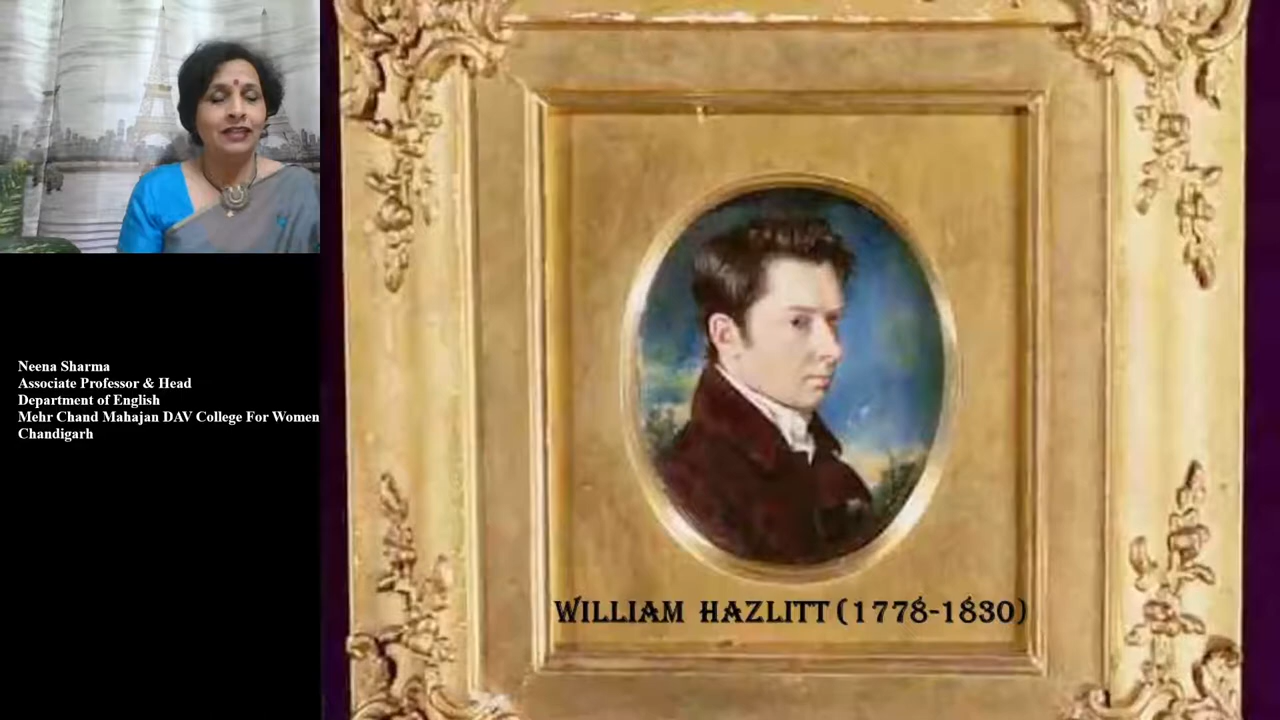 Neena Sharma
Associate Professor & Head
Department of English
Mehr Chand Mahajan DAV College For Women
Chandigarh
WILLIAM HAZLITT (1778-1830)